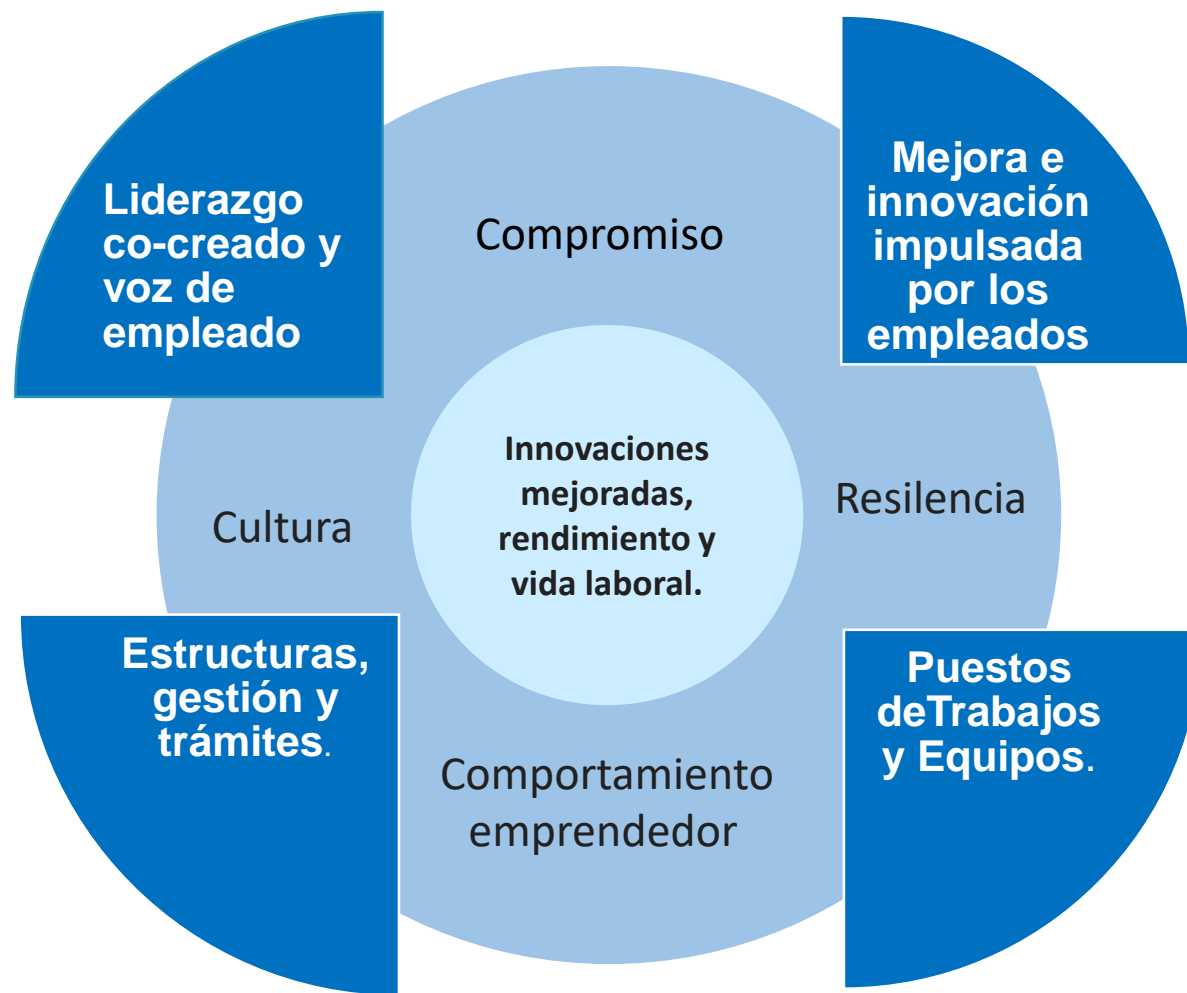 Liderazgo
co-creado y
voz de
empleado
Mejora e
innovación
impulsada
por los
empleados
Compromiso
Cultura
Innovaciones
mejoradas,
rendimiento y
vida laboral.
Resilencia
Estructuras,
gestión y
trámites.
Comportamiento
emprendedor
Puestos
deTrabajos
y Equipos.